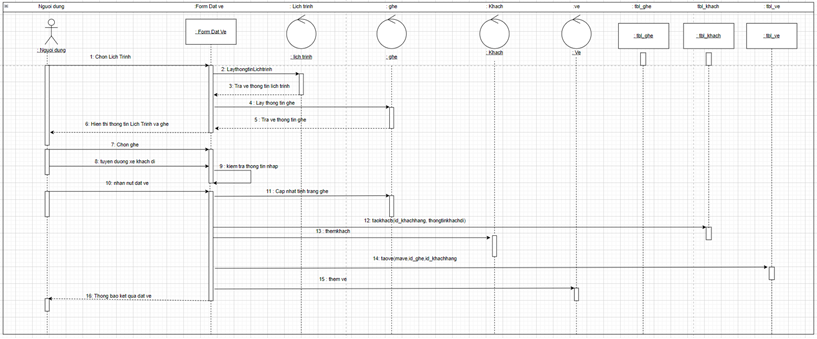 Nguoi dung
:Form Dat ve
: Lich trinh
: ghe
: Khach
:ve
: tbl_ghe
: tbl_khach
: tbl_ve
: Nguoi dung
: Form Dat Ve
: lich trinh
: ghe
: Khach
: Ve
: tbl_ghe
: tbl_khach
: tbl_ve
1: Chon Lich Trinh
2: LaythongtinLichtrinh
3: Tra ve thong tin lich trinh
4 : Lay thong tin ghe
5 : Tra ve thong tin ghe
6: Hien thi thong tin Lich Trinh va ghe
7: Chon ghe
8: tuyen duong ve khach di
9 : kiem tra thong tin nhap
10: nhan nut dat ve
11 : Cap nhat tinh trang ghe
12: taokhach(id_khachhang, thongtinkhachdi)
13 : themkhach
14: taove(mave,id_ghe,id_khachhang
15 : them ve
16: Thong bao ket qua dat ve